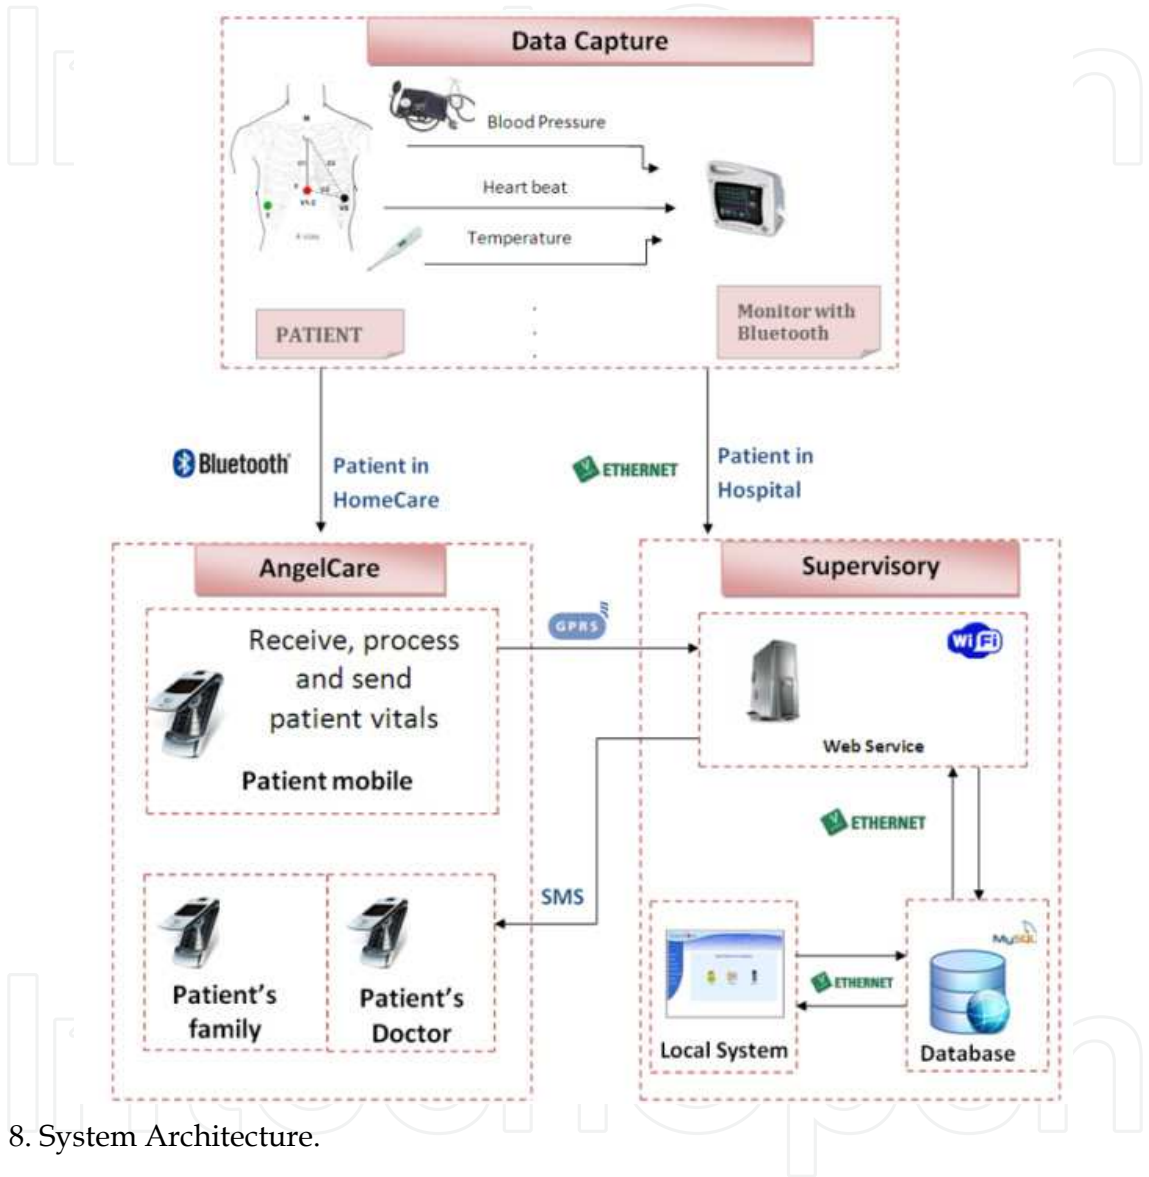 Data Capture
Blood Pressure
Heart beat
Temperature
PATIENT
Monitor with
Bluetooth
Bluetooth
Patient in
HomeCare
ETHERNET
Patient in
Hospital
AngelCare
Supervisory
Receive, process
and send
patient vitals
Patient mobile
GPRS
WiFi
Web Service
ETHERNET
SMS
Patient's
family
Patient's
Doctor
Local System
ETHERNET
MySQL
Database
8. System Architecture.